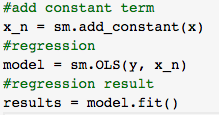 #add constant term
x_n = sm.add_constant(x)
#regression
model = sm.OLS(y, x_n)
#regression result
results = model.fit()